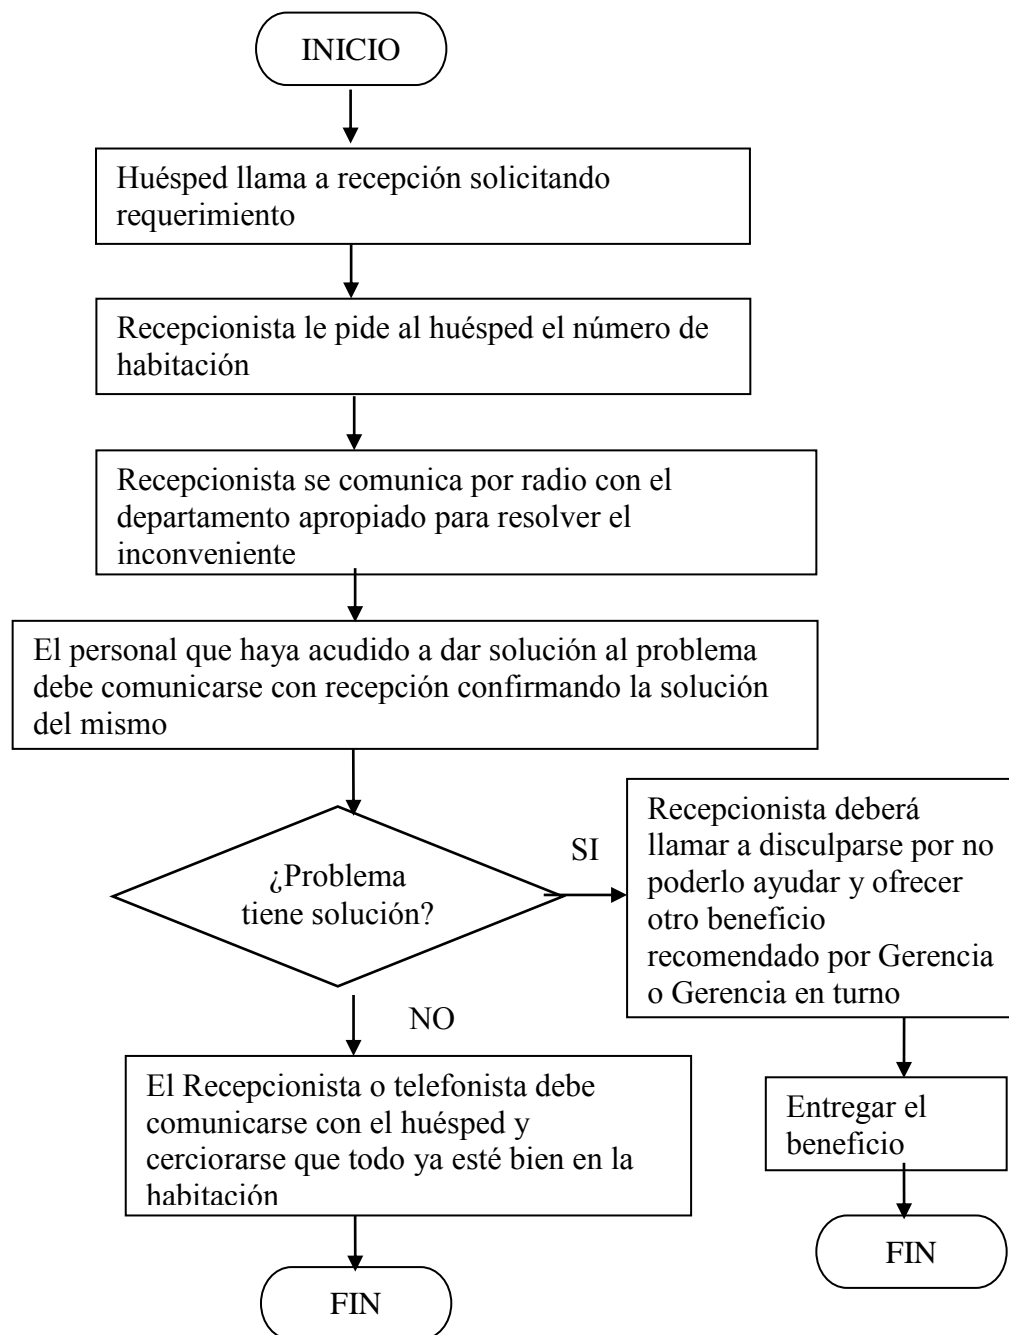 INICIO
Huésped llama a recepción solicitando
requerimiento
Recepcionista le pide al huésped el número de
habitación
Recepcionista se comunica por radio con el
departamento apropiado para resolver el
inconveniente
El personal que haya acudido a dar solución al problema
debe comunicarse con recepción confirmando la solución
del mismo
¿Problema
tiene solución?
SI
Recepcionista deberá
llamar a disculparse por no
poderlo ayudar y ofrecer
otro beneficio
recomendado por Gerencia
o Gerencia en turno
NO
El Recepcionista o telefonista debe
comunicarse con el huésped y
cerciorarse que todo ya esté bien en la
habitación
Entregar el
beneficio
FIN
FIN